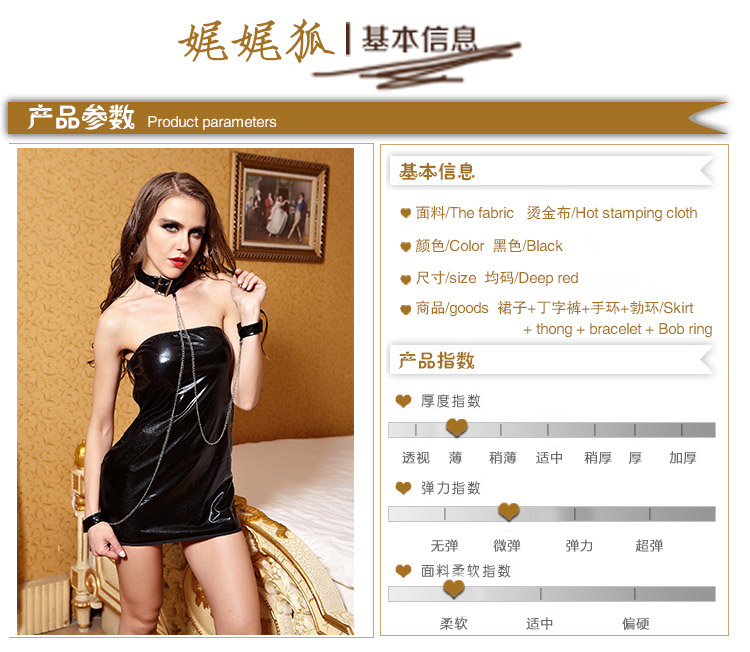 娓娓狐 | 基本信息
产品参数 Product parameters
基本信息
面料/The fabric 烫金布/Hot stamping cloth
颜色/Color 黑色/Black
尺寸/size 均码/Deep red
商品/goods 裙子+丁字裤+手环+勃环/Skirt
+ thong + bracelet + Bob ring
产品指数
厚度指数
透视 薄 稍薄 适中 稍厚 厚 加厚
弹力指数
无弹 微弹 弹力 超弹
面料柔软指数
柔软 适中 偏硬